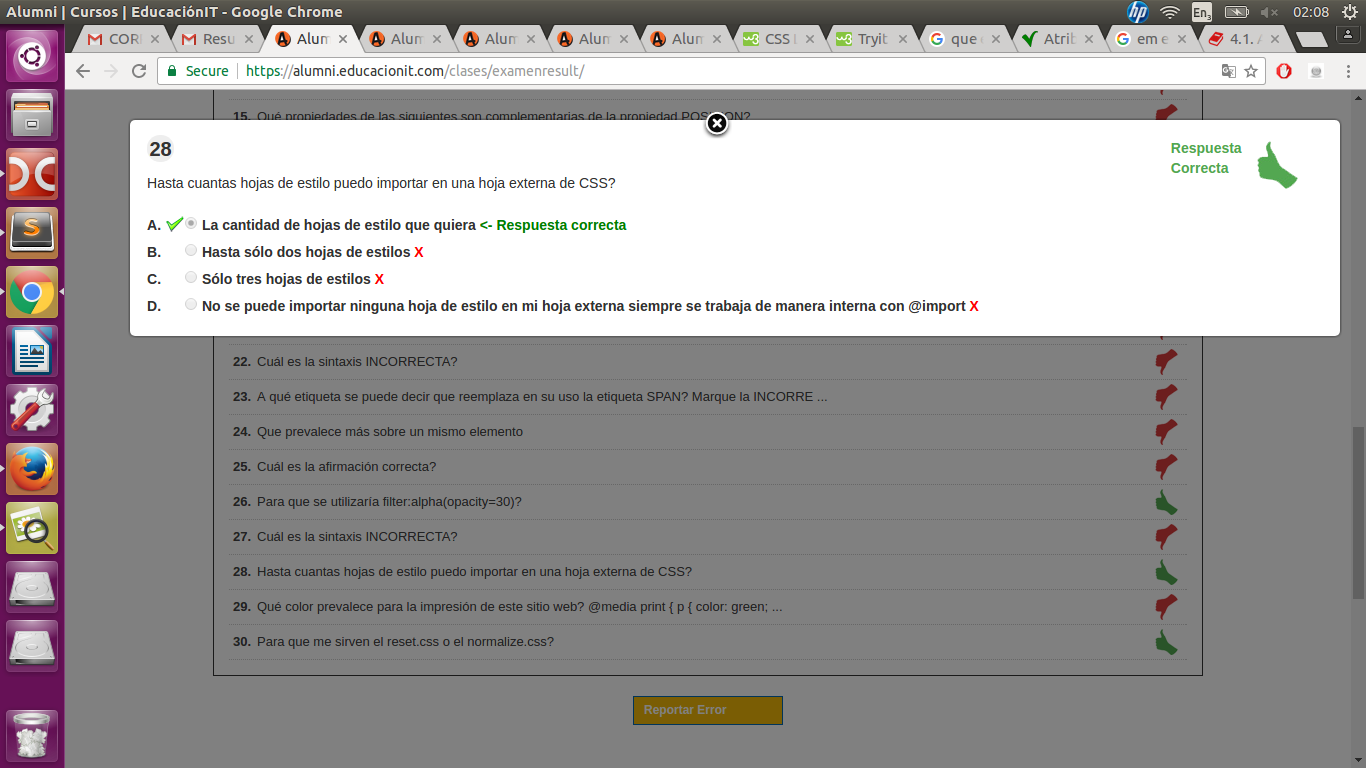 Alumni | Cursos | EducaciónIT - Google Chrome
hp
En3
02:08
CORI
Resu
Alum
Alum
Alum
Alum
Alum
CSS
Tryit
que
Atrib
em e
4.1.
Secure
https://alumni.educacionit.com/clases/examenresult/
15. Qué propiedades de las siguientes son complementarias de la propiedad
28
Respuesta
Correcta
Hasta cuantas hojas de estilo puedo importar en una hoja externa de CSS?
A. La cantidad de hojas de estilo que quiera <- Respuesta correcta
B. Hasta sólo dos hojas de estilos X
C. Sólo tres hojas de estilos X
D. No se puede importar ninguna hoja de estilo en mi hoja externa siempre se trabaja de manera interna con @import X
22. Cuál es la sintaxis INCORRECTA?
23. A qué etiqueta se puede decir que reemplaza en su uso la etiqueta SPAN? Marque la INCORRE ...
24. Que prevalece más sobre un mismo elemento
25. Cuál es la afirmación correcta?
26. Para que se utilizaría filter:alpha(opacity=30)?
27. Cuál es la sintaxis INCORRECTA?
28. Hasta cuantas hojas de estilo puedo importar en una hoja externa de CSS?
29. Qué color prevalece para la impresión de este sitio web? @media print { p { color: green; ...
30. Para que me sirven el reset.css o el normalize.css?
Reportar Error